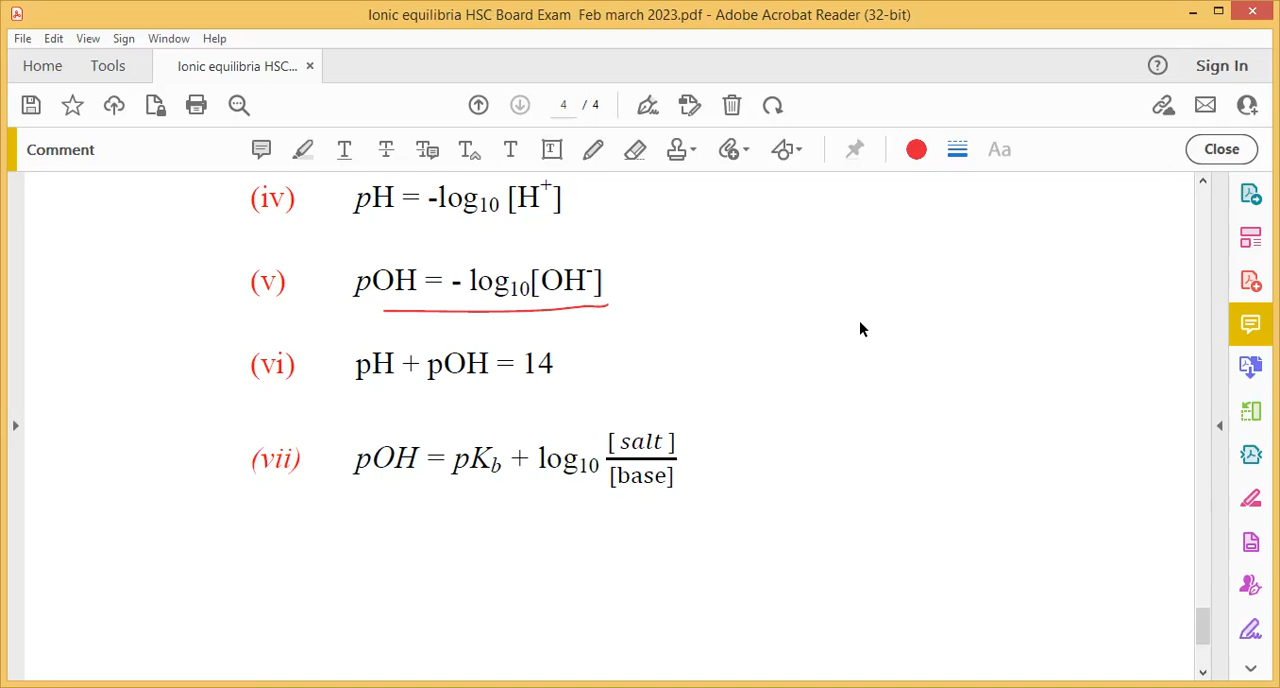 Ionic equilibria HSC Board Exam Feb march 2023.pdf - Adobe Acrobat Reader (32-bit)
File Edit View Sign Window Help
Home Tools Ionic equilibria HSC... × Sign In
4 / 4
Comment Aa Close
(iv) pH = -log₁₀ [H⁺]
(v) pOH = - log₁₀[OH⁻]
(vi) pH + pOH = 14
(vii) pOH = pK_b + log₁₀ [ salt ] / [base]